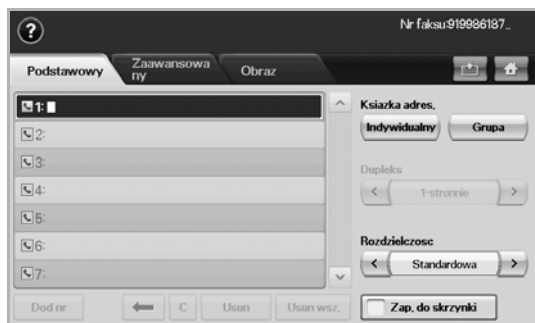 ?
Nr faksu:919986187..
Podstawowy
Zaawansowa
ny
Obraz
1:
2:
3:
4:
5:
6:
7:
Ksiazka adres,
Indywidualny
Grupa
Dupleks
< 1-stronnie >
Rozdzielczosc
< Standardowa >
Dod nr
C
Usun
Usun wsz.
Zap, do skrzynki